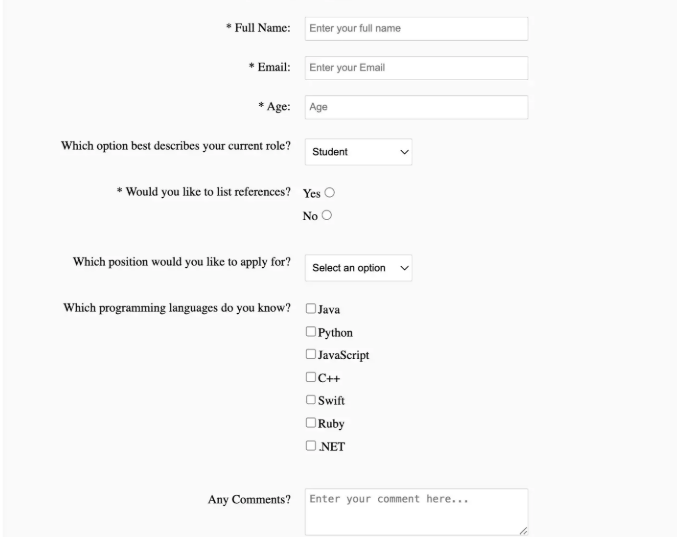 * Full Name: Enter your full name
* Email: Enter your Email
* Age: Age
Which option best describes your current role? Student
* Would you like to list references? Yes
No
Which position would you like to apply for? Select an option
Which programming languages do you know? Java
Python
JavaScript
C++
Swift
Ruby
.NET
Any Comments? Enter your comment here...